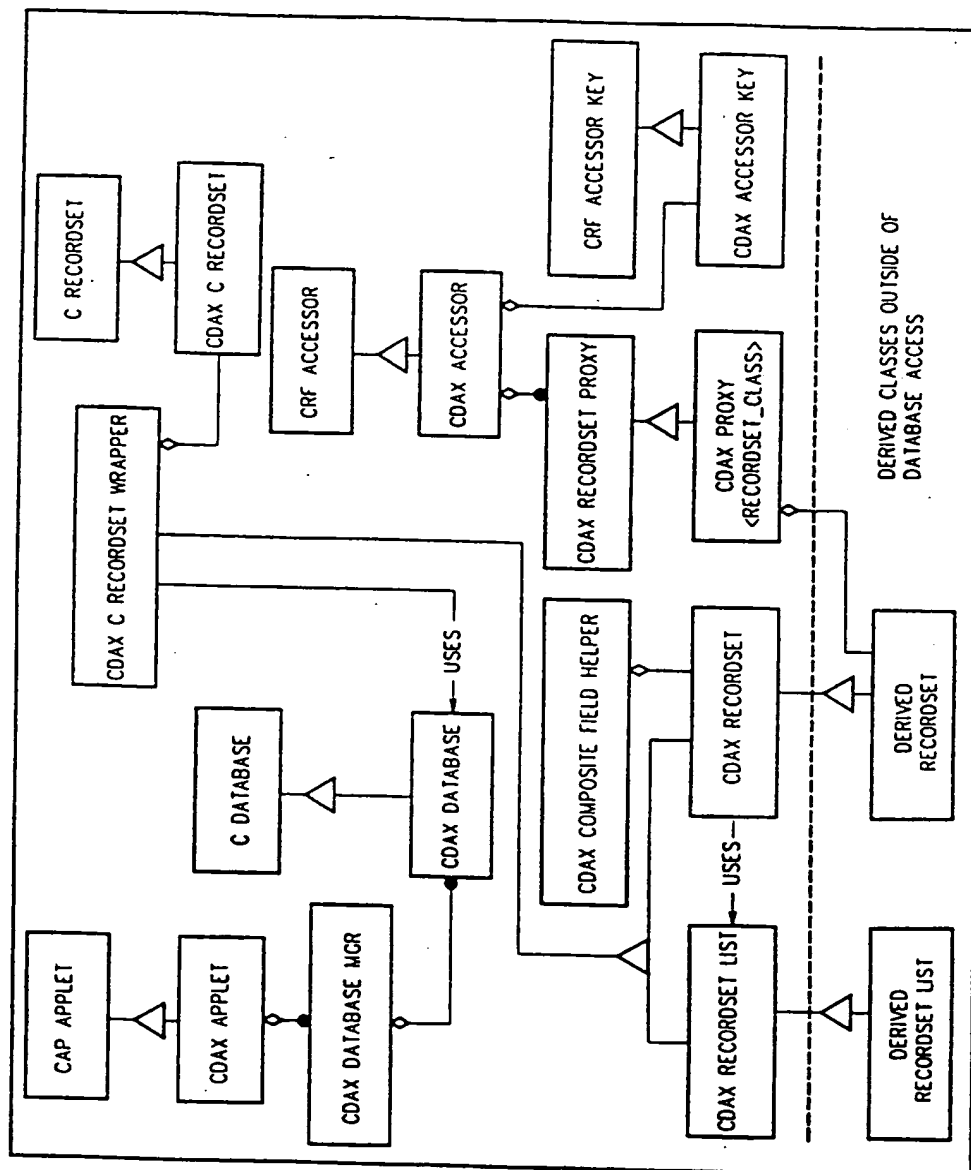 CAP APPLET
CDAX APPLET
CDAX DATABASE MGR
C DATABASE
CDAX DATABASE
USES
CDAX C RECORDSET WRAPPER
C RECORDSET
CDAX C RECORDSET
CRF ACCESSOR
CDAX ACCESSOR
CDAX COMPOSITE FIELD HELPER
CDAX RECORDSET PROXY
CRF ACCESSOR KEY
CDAX RECORDSET LIST
USES
CDAX RECORDSET
CDAX PROXY
<RECORDSET_CLASS>
CDAX ACCESSOR KEY
DERIVED
RECORDSET LIST
DERIVED
RECORDSET
DERIVED CLASSES OUTSIDE OF
DATABASE ACCESS